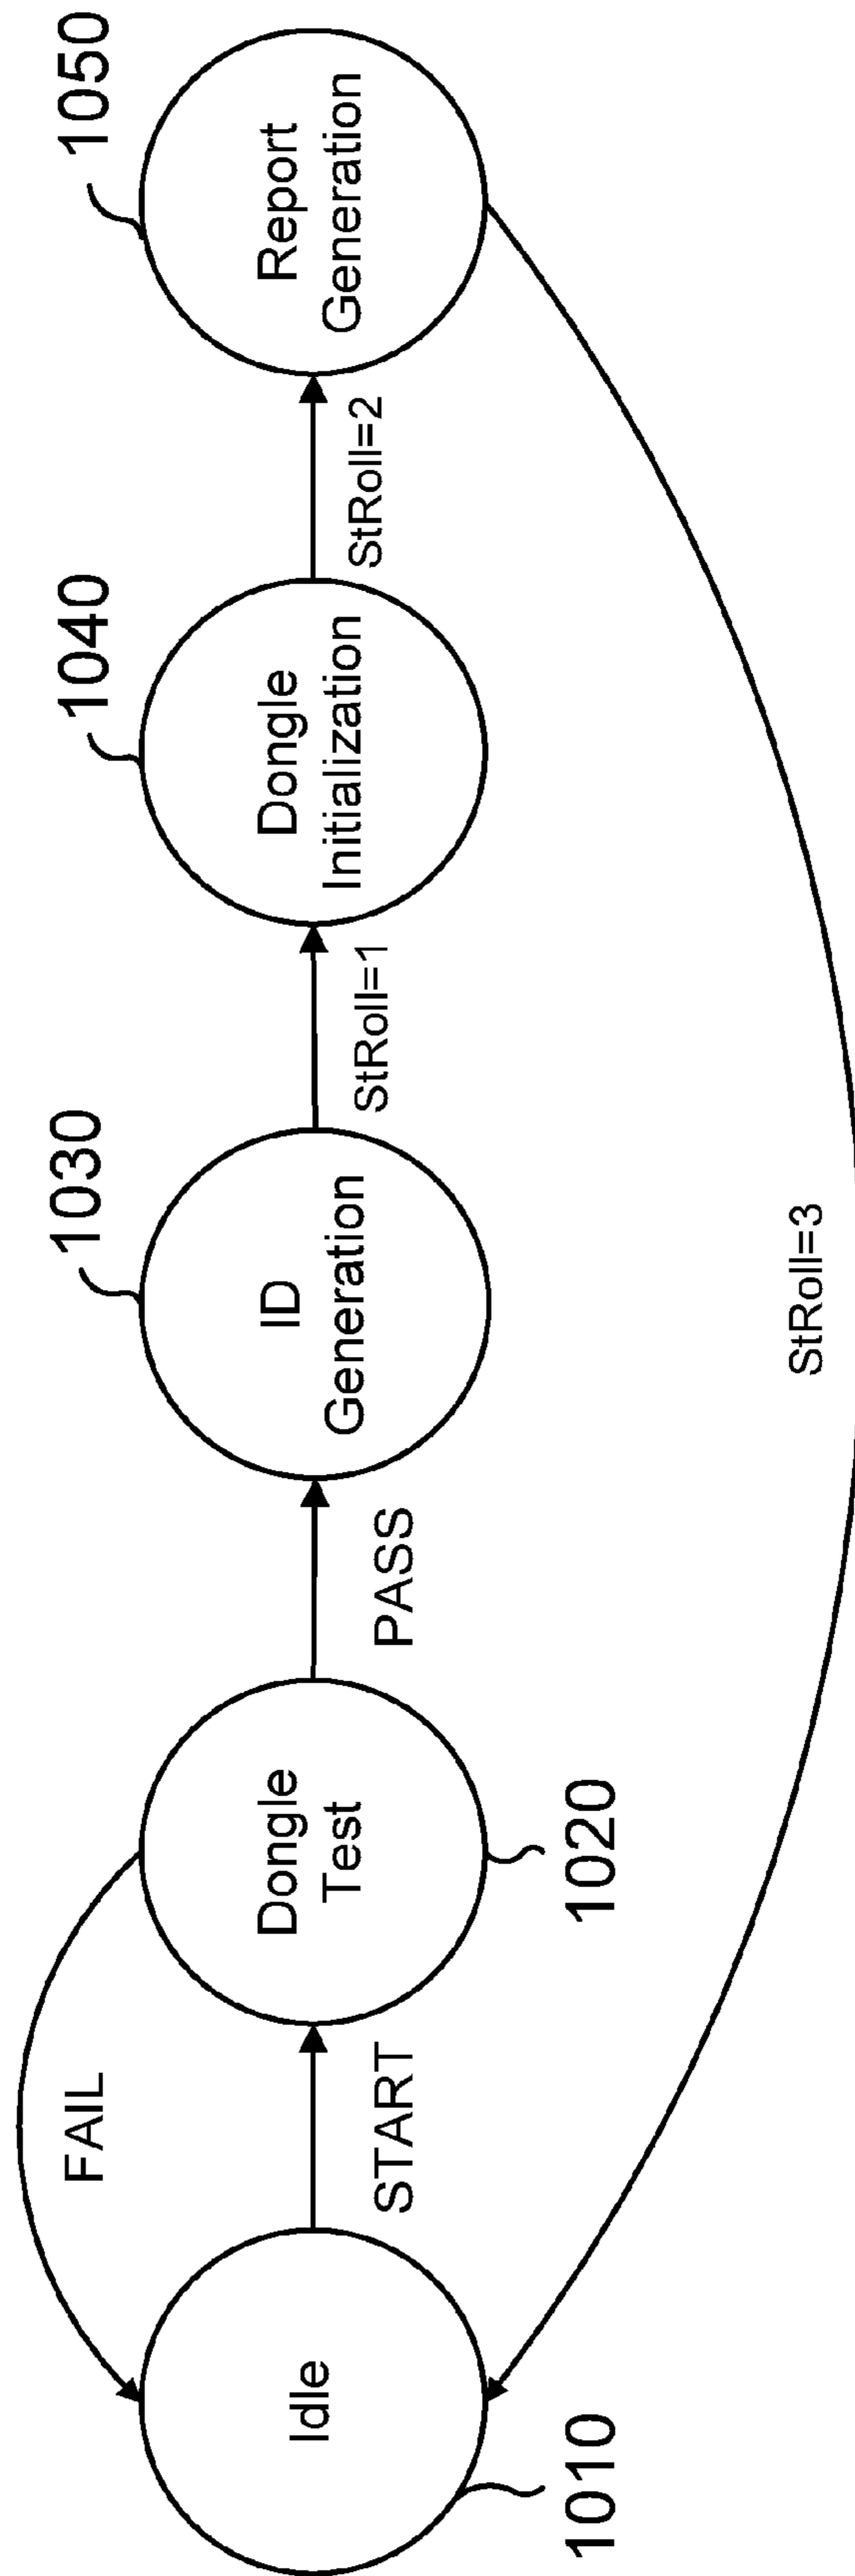 1030
1040
1050
FAIL
Idle
Dongle
Test
ID
Generation
Dongle
Initialization
Report
Generation
START
PASS
StRoll=1
StRoll=2
1010
1020
StRoll=3